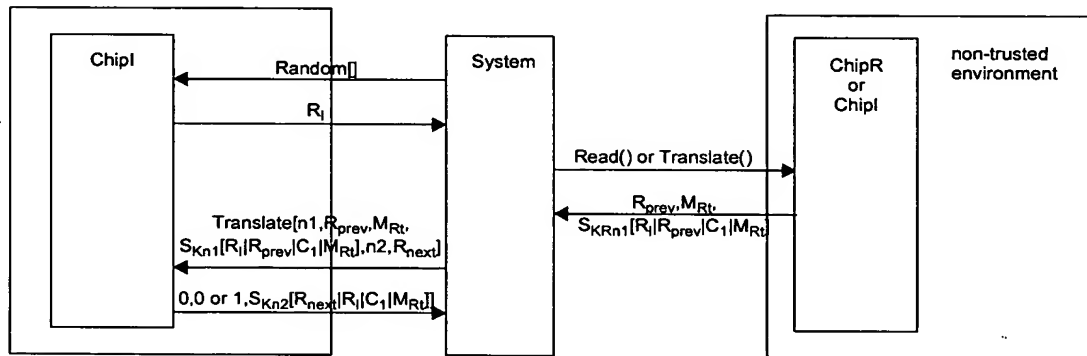 ChipI
System
ChipR
or
ChipI
non-trusted
environment
Random[]
R_I
Read() or Translate()
R_prev,M_Rt,
S_KRn1[R_I|R_prev|C_1|M_Rt]
Translate[n1,R_prev,M_Rt,
S_Kn1[R_I|R_prev|C_1|M_Rt],n2,R_next]
0,0 or 1,S_Kn2[R_next|R_I|C_1|M_Rt]]